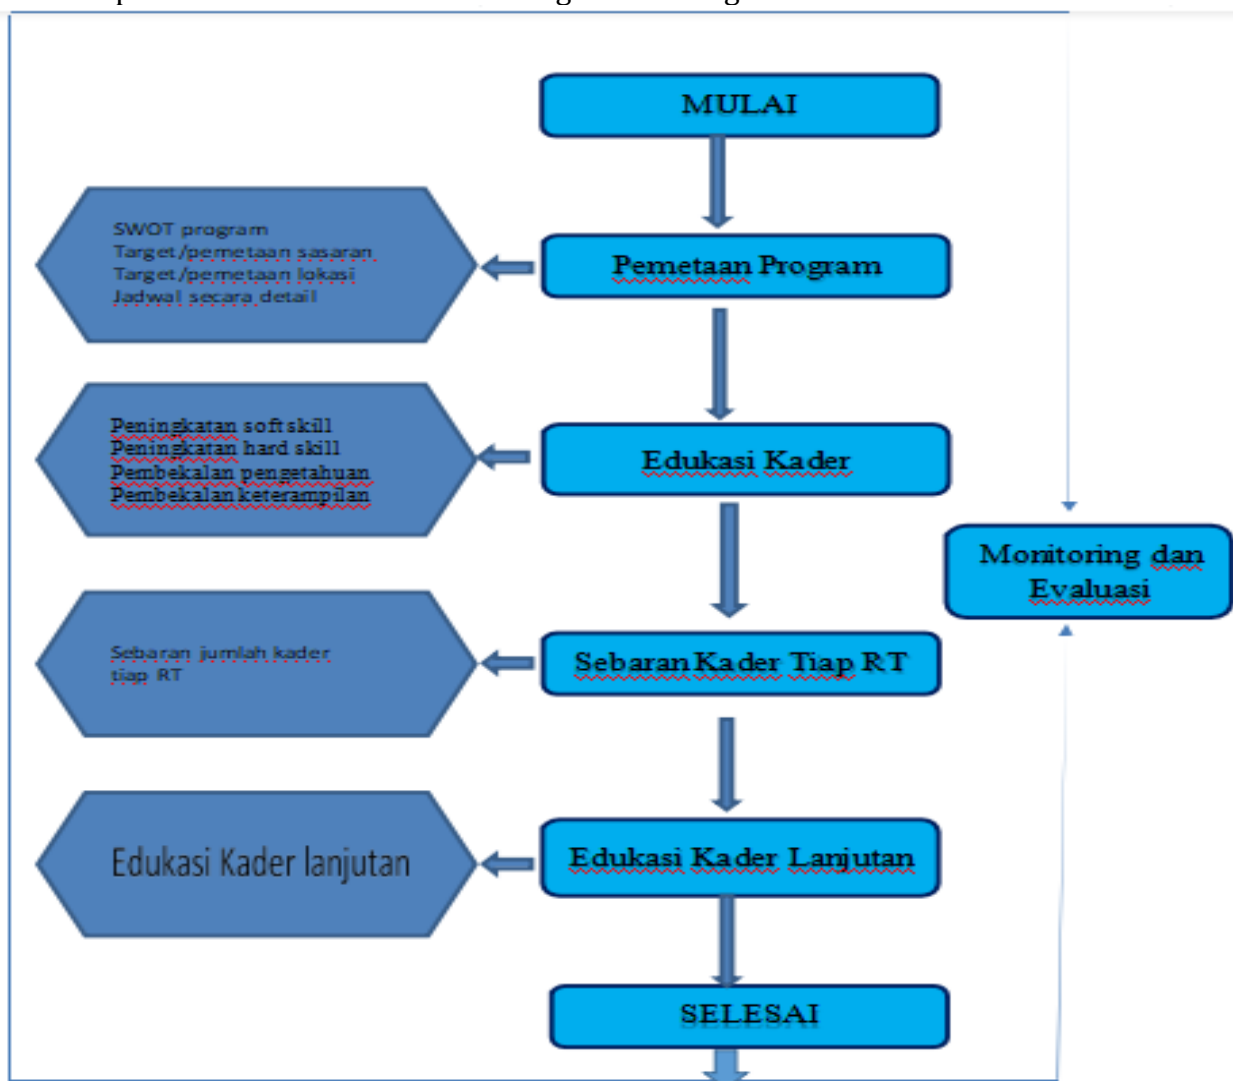 MULAI
SWOT program
Target/pemetaan sasaran
Target/pemetaan lokasi
Jadwal secara detail
Pemetaan Program
Peningkatan soft skill
Peningkatan hard skill
Pembekalan pengetahuan
Pembekalan keterampilan
Edukasi Kader
Monitoring dan
Evaluasi
Sebaran jumlah kader
tiap RT
Sebaran Kader Tiap RT
Edukasi Kader lanjutan
Edukasi Kader Lanjutan
SELESAI